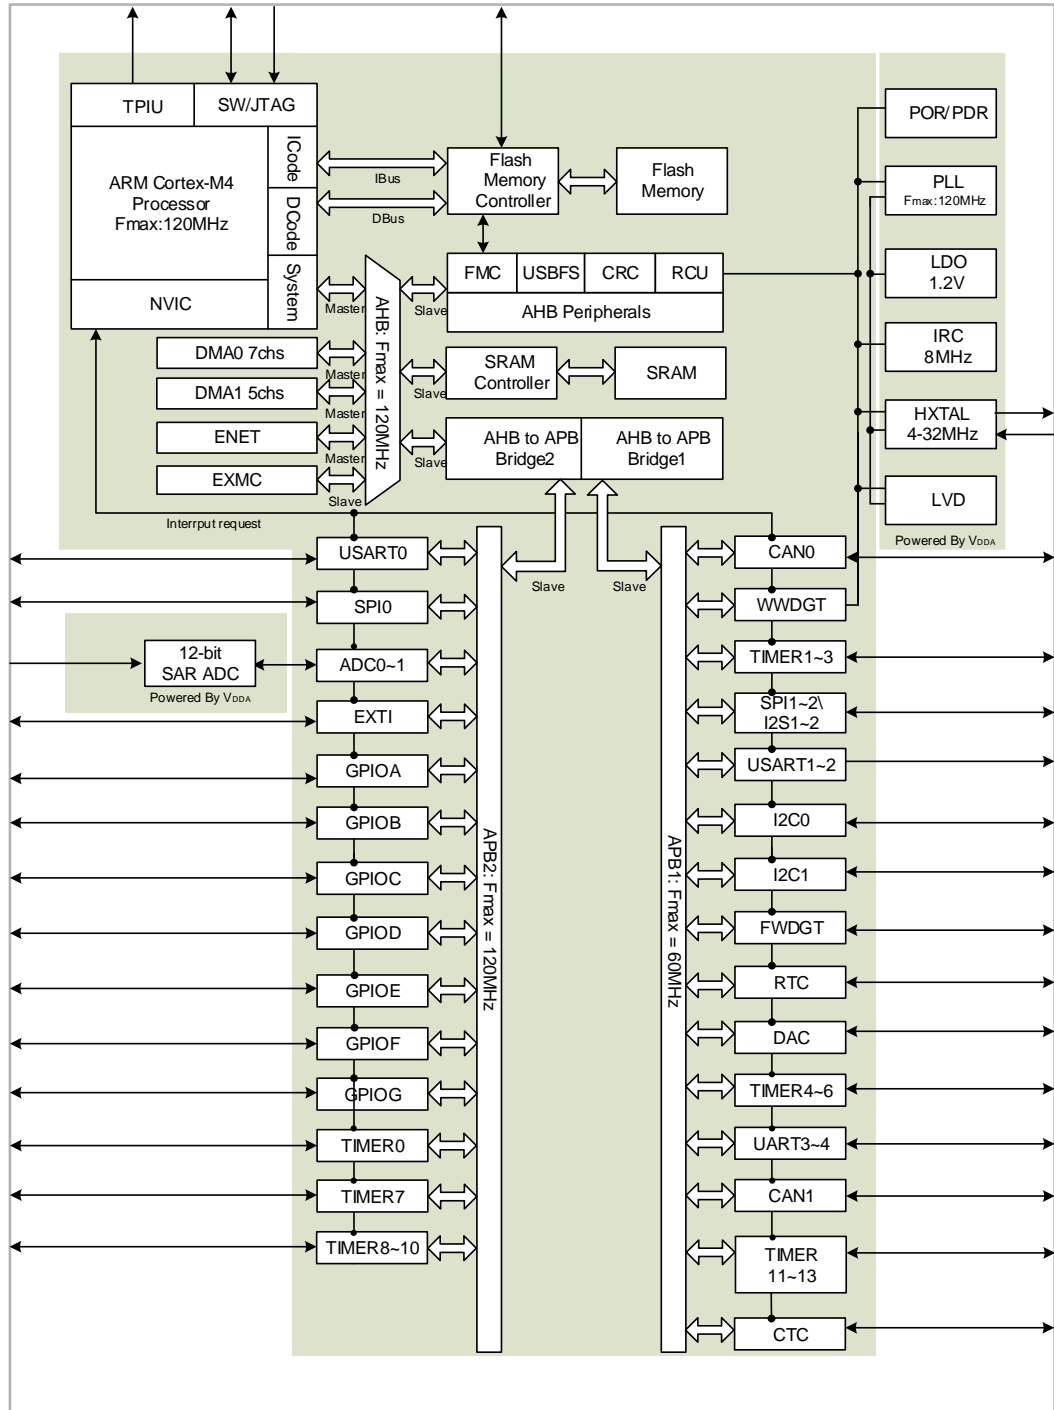 TPIU
SW/JTAG
ICode
ARM Cortex-M4
Processor
Fmax:120MHz
DCode
System
NVIC
IBus
DBus
Flash
Memory
Controller
Flash
Memory
POR/PDR
PLL
Fmax:120MHz
LDO
1.2V
IRC
8MHz
HXTAL
4-32MHz
LVD
Powered By VDDA
FMC
USBFS
CRC
RCU
AHB Peripherals
Master
Slave
AHB: Fmax = 120MHz
DMA0 7chs
Master
DMA1 5chs
Master
ENET
Master
EXMC
Slave
Slave
SRAM
Controller
SRAM
Slave
AHB to APB
Bridge2
AHB to APB
Bridge1
Interrput request
Slave
Slave
USART0
SPI0
12-bit
SAR ADC
Powered By VDDA
ADC0~1
EXTI
GPIOA
GPIOB
GPIOC
GPIOD
GPIOE
GPIOF
GPIOG
TIMER0
TIMER7
TIMER8~10
APB2: Fmax = 120MHz
APB1: Fmax = 60MHz
CAN0
WWDGT
TIMER1~3
SPI1~2\
I2S1~2
USART1~2
I2C0
I2C1
FWDGT
RTC
DAC
TIMER4~6
UART3~4
CAN1
TIMER
11~13
CTC